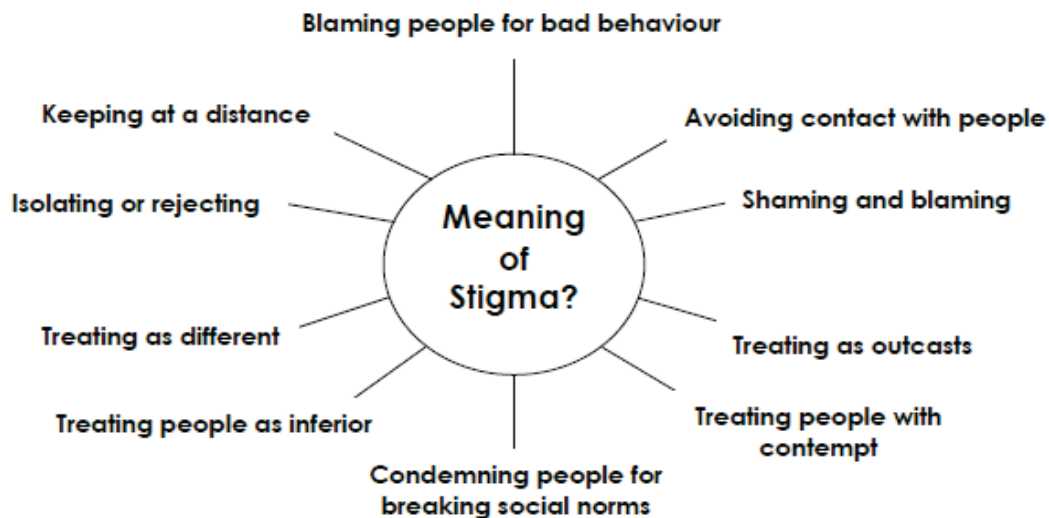 Blaming people for bad behaviour
Keeping at a distance
Avoiding contact with people
Isolating or rejecting
Shaming and blaming
Meaning
of
Stigma?
Treating as different
Treating as outcasts
Treating people as inferior
Treating people with
contempt
Condemning people for
breaking social norms